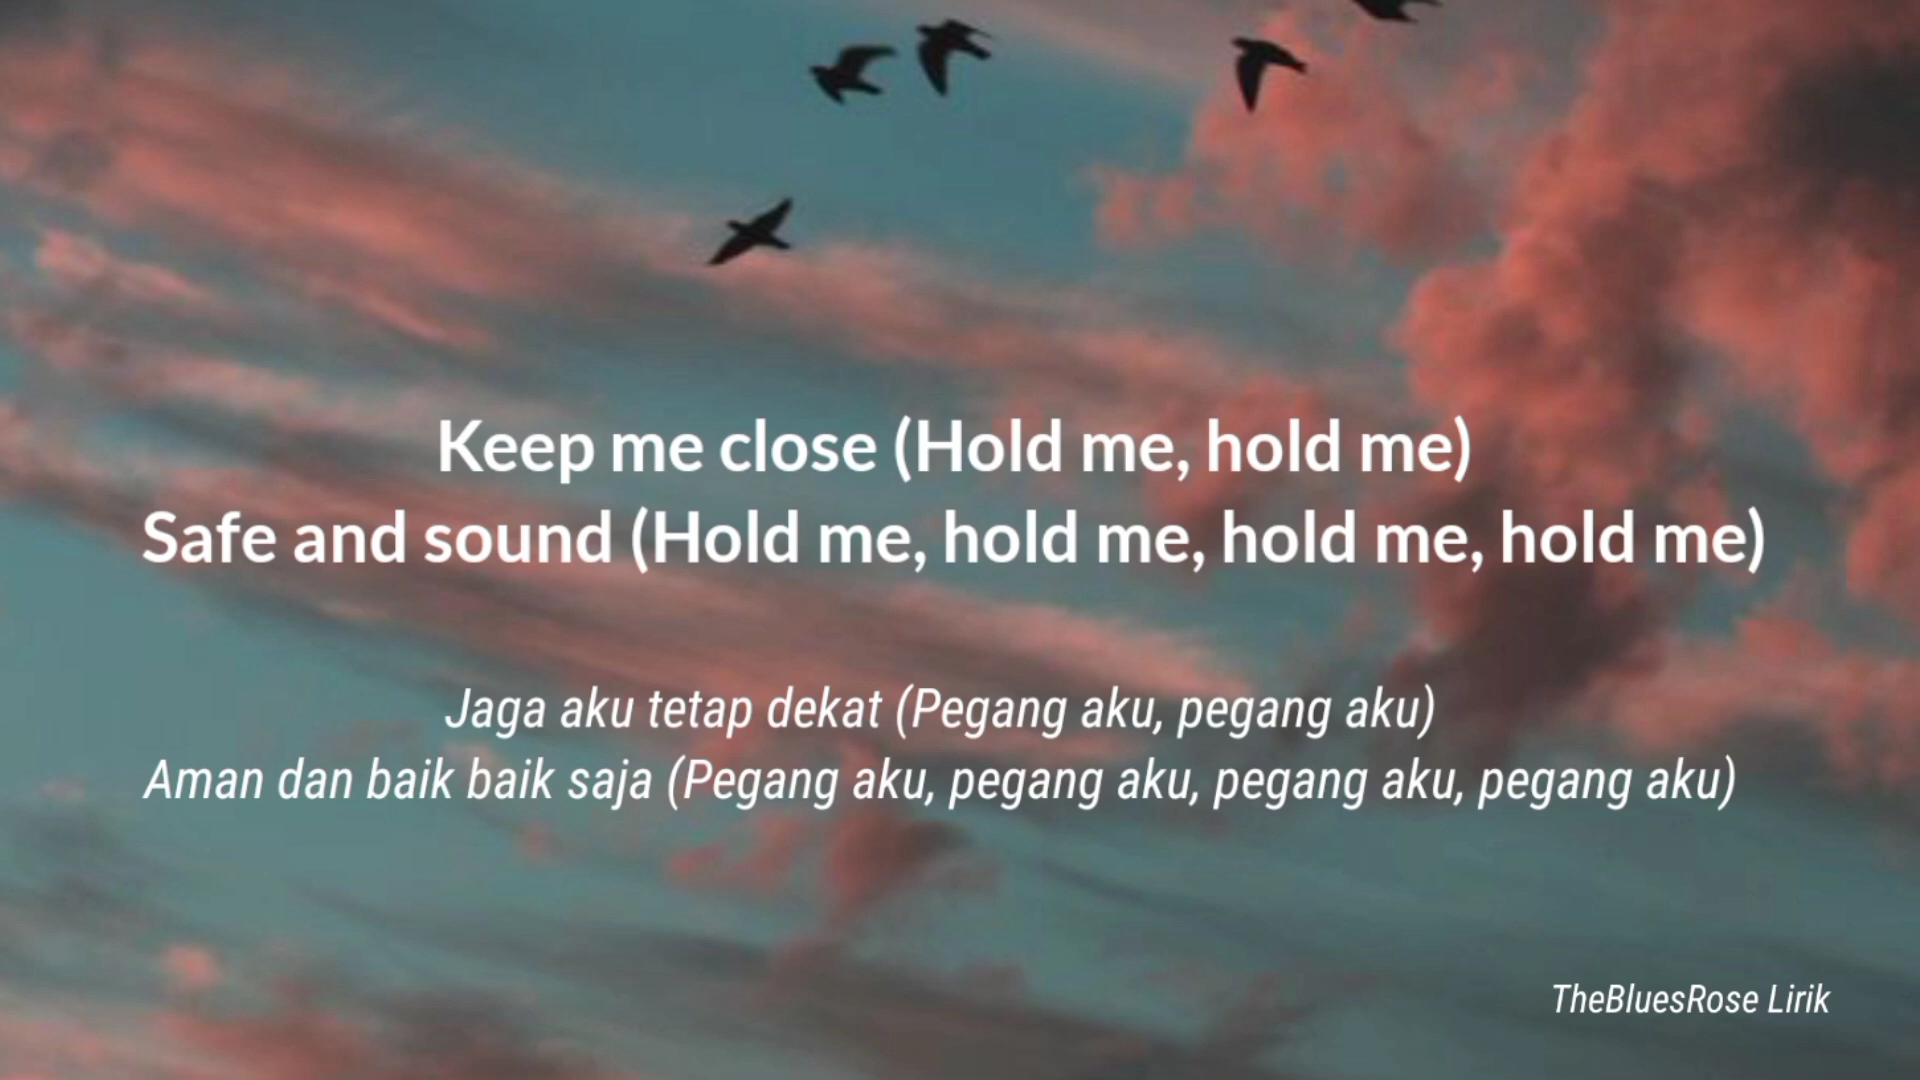 Keep me close (Hold me, hold me)
Safe and sound (Hold me, hold me, hold me, hold me)
Jaga aku tetap dekat (Pegang aku, pegang aku)
Aman dan baik baik saja (Pegang aku, pegang aku, pegang aku, pegang aku)
TheBluesRose Lirik